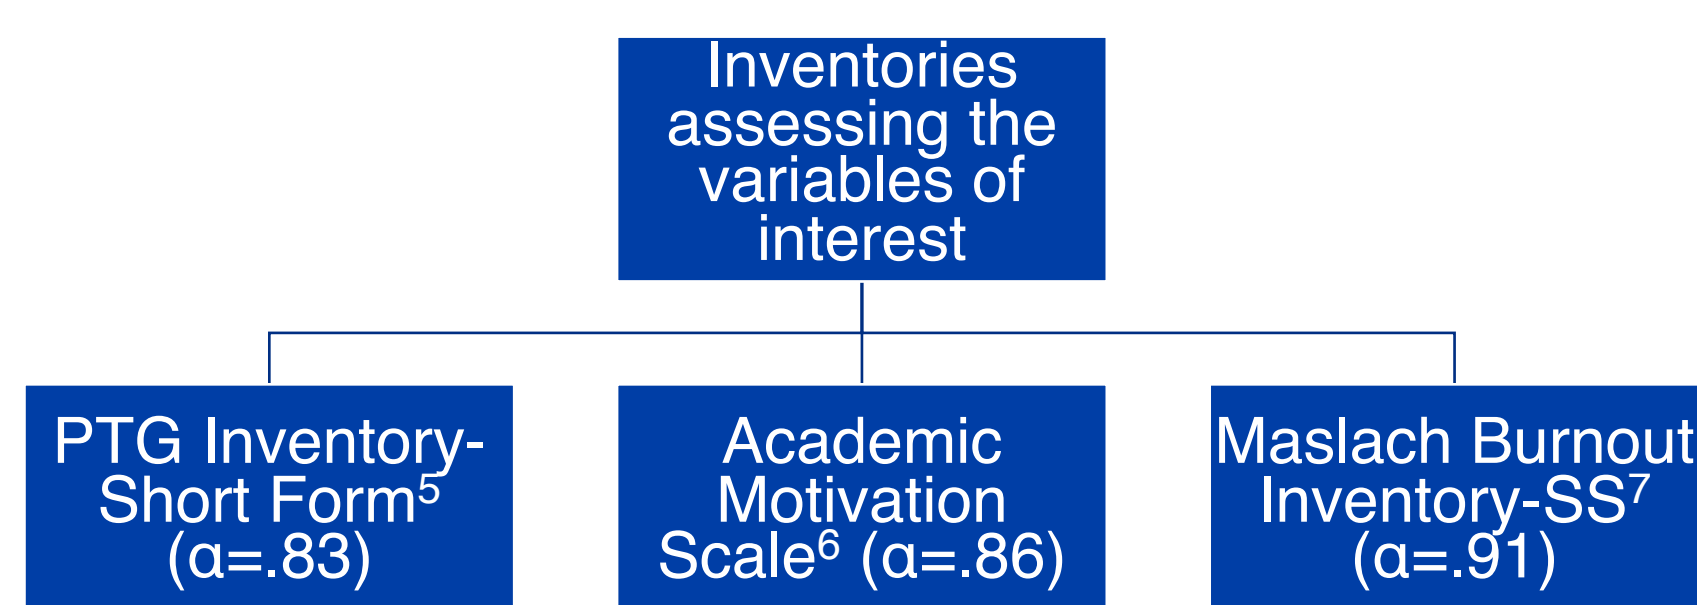 Inventories
assessing the
variables of
interest
PTG Inventory-
Short Form⁵
(α=.83)
Academic
Motivation
Scale⁶ (α=.86)
Maslach Burnout
Inventory-SS⁷
(α=.91)